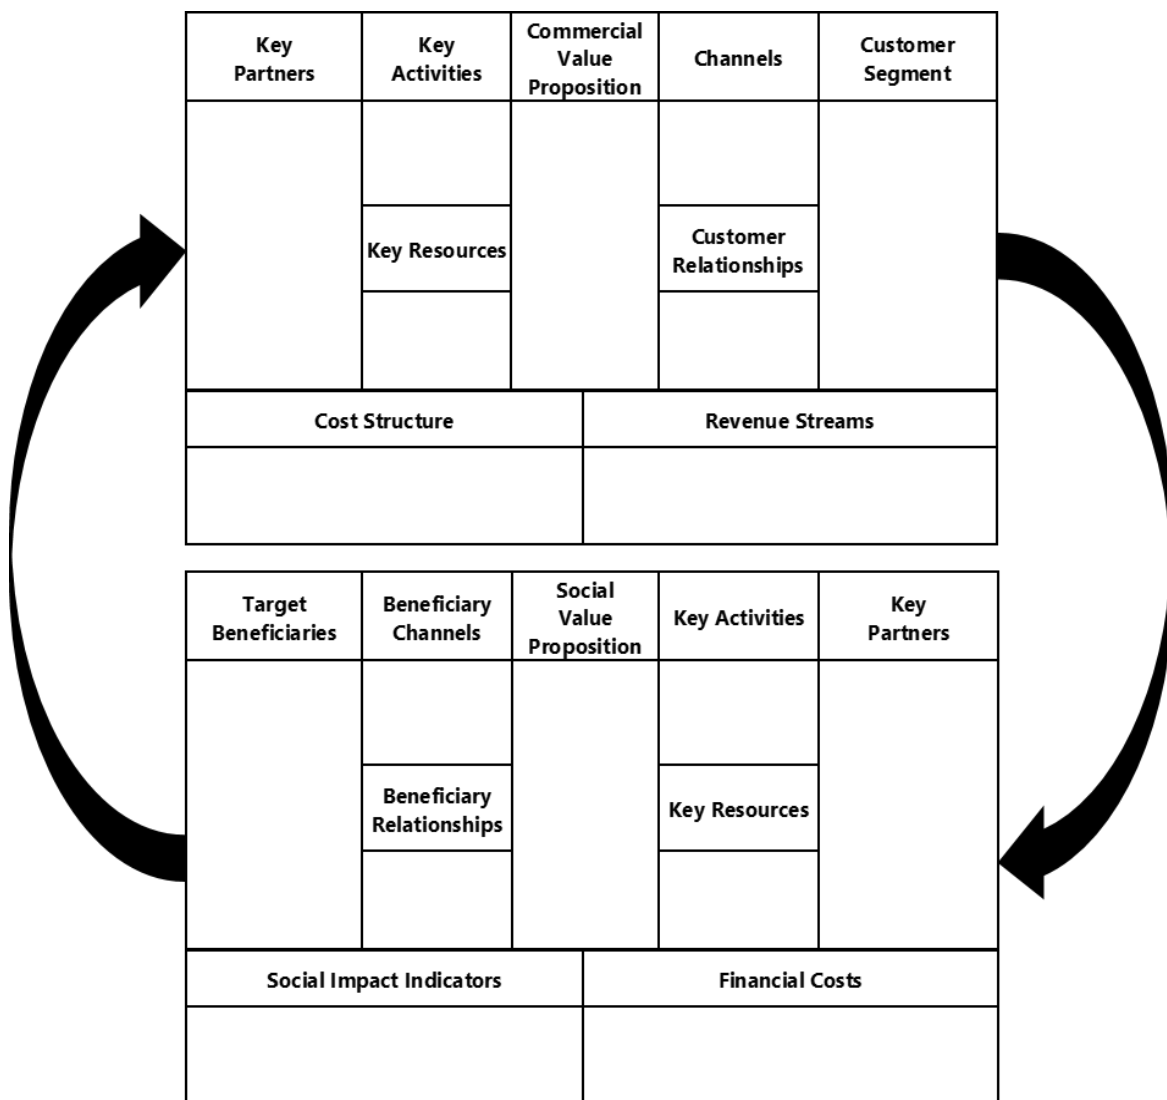 Key
Partners
Key
Activities
Commercial
Value
Proposition
Channels
Customer
Segment
Key Resources
Customer
Relationships
Cost Structure
Revenue Streams
Target
Beneficiaries
Beneficiary
Channels
Social
Value
Proposition
Key Activities
Key
Partners
Beneficiary
Relationships
Key Resources
Social Impact Indicators
Financial Costs